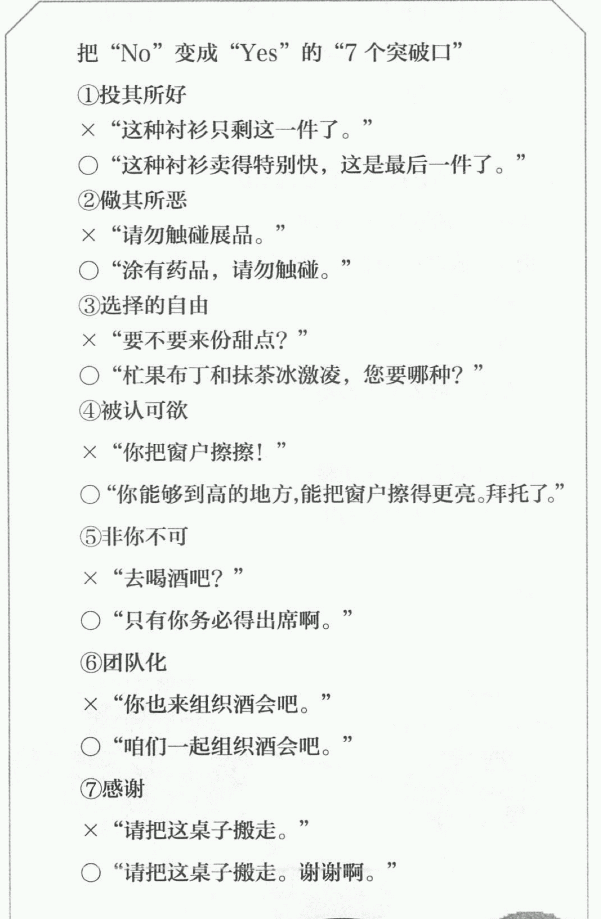 把“No”变成“Yes”的“7个突破口”
①投其所好
×“这种衬衫只剩这一件了。”
○“这种衬衫卖得特别快，这是最后一件了。”
②儆其所恶
×“请勿触碰展品。”
○“涂有药品，请勿触碰。”
③选择的自由
×“要不要来份甜点？”
○“杧果布丁和抹茶冰激凌，您要哪种？”
④被认可欲
×“你把窗户擦擦！”
○“你能够到高的地方,能把窗户擦得更亮。拜托了。”
⑤非你不可
×“去喝酒吧？”
○“只有你务必得出席啊。”
⑥团队化
×“你也来组织酒会吧。”
○“咱们一起组织酒会吧。”
⑦感谢
×“请把这桌子搬走。”
○“请把这桌子搬走。谢谢啊。”